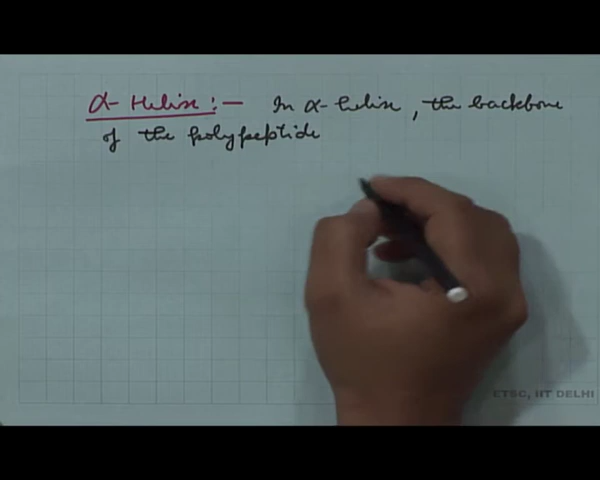 α- Helix :- In α-helix, the backbone
of the polypeptide
ETSC, IIT DELHI